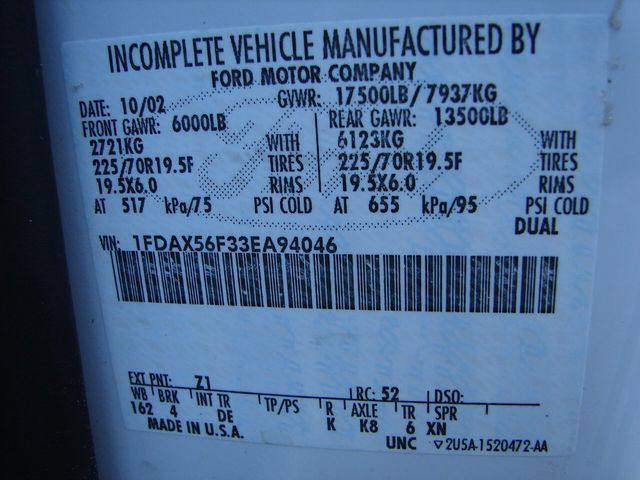 INCOMPLETE VEHICLE MANUFACTURED BY
FORD MOTOR COMPANY
DATE: 10/02 GVWR: 17500LB/7937KG
FRONT GAWR: 6000LB REAR GAWR: 13500LB
2721KG WITH 6123KG WITH
225/70R19.5F TIRES 225/70R19.5F TIRES
19.5X6.0 RIMS 19.5X6.0 RIMS
AT 517 kPa/75 PSI COLD AT 655 kPa/95 PSI COLD
DUAL
VIN: 1FDAX56F33EA94046
EXT PNT: Z1 RC: 52 DSO:
WB BRK INT TR TP/PS R AXLE TR SPR
162 4 DE K K8 6 XN
MADE IN U.S.A. UNC ▽2U5A-1520472-AA